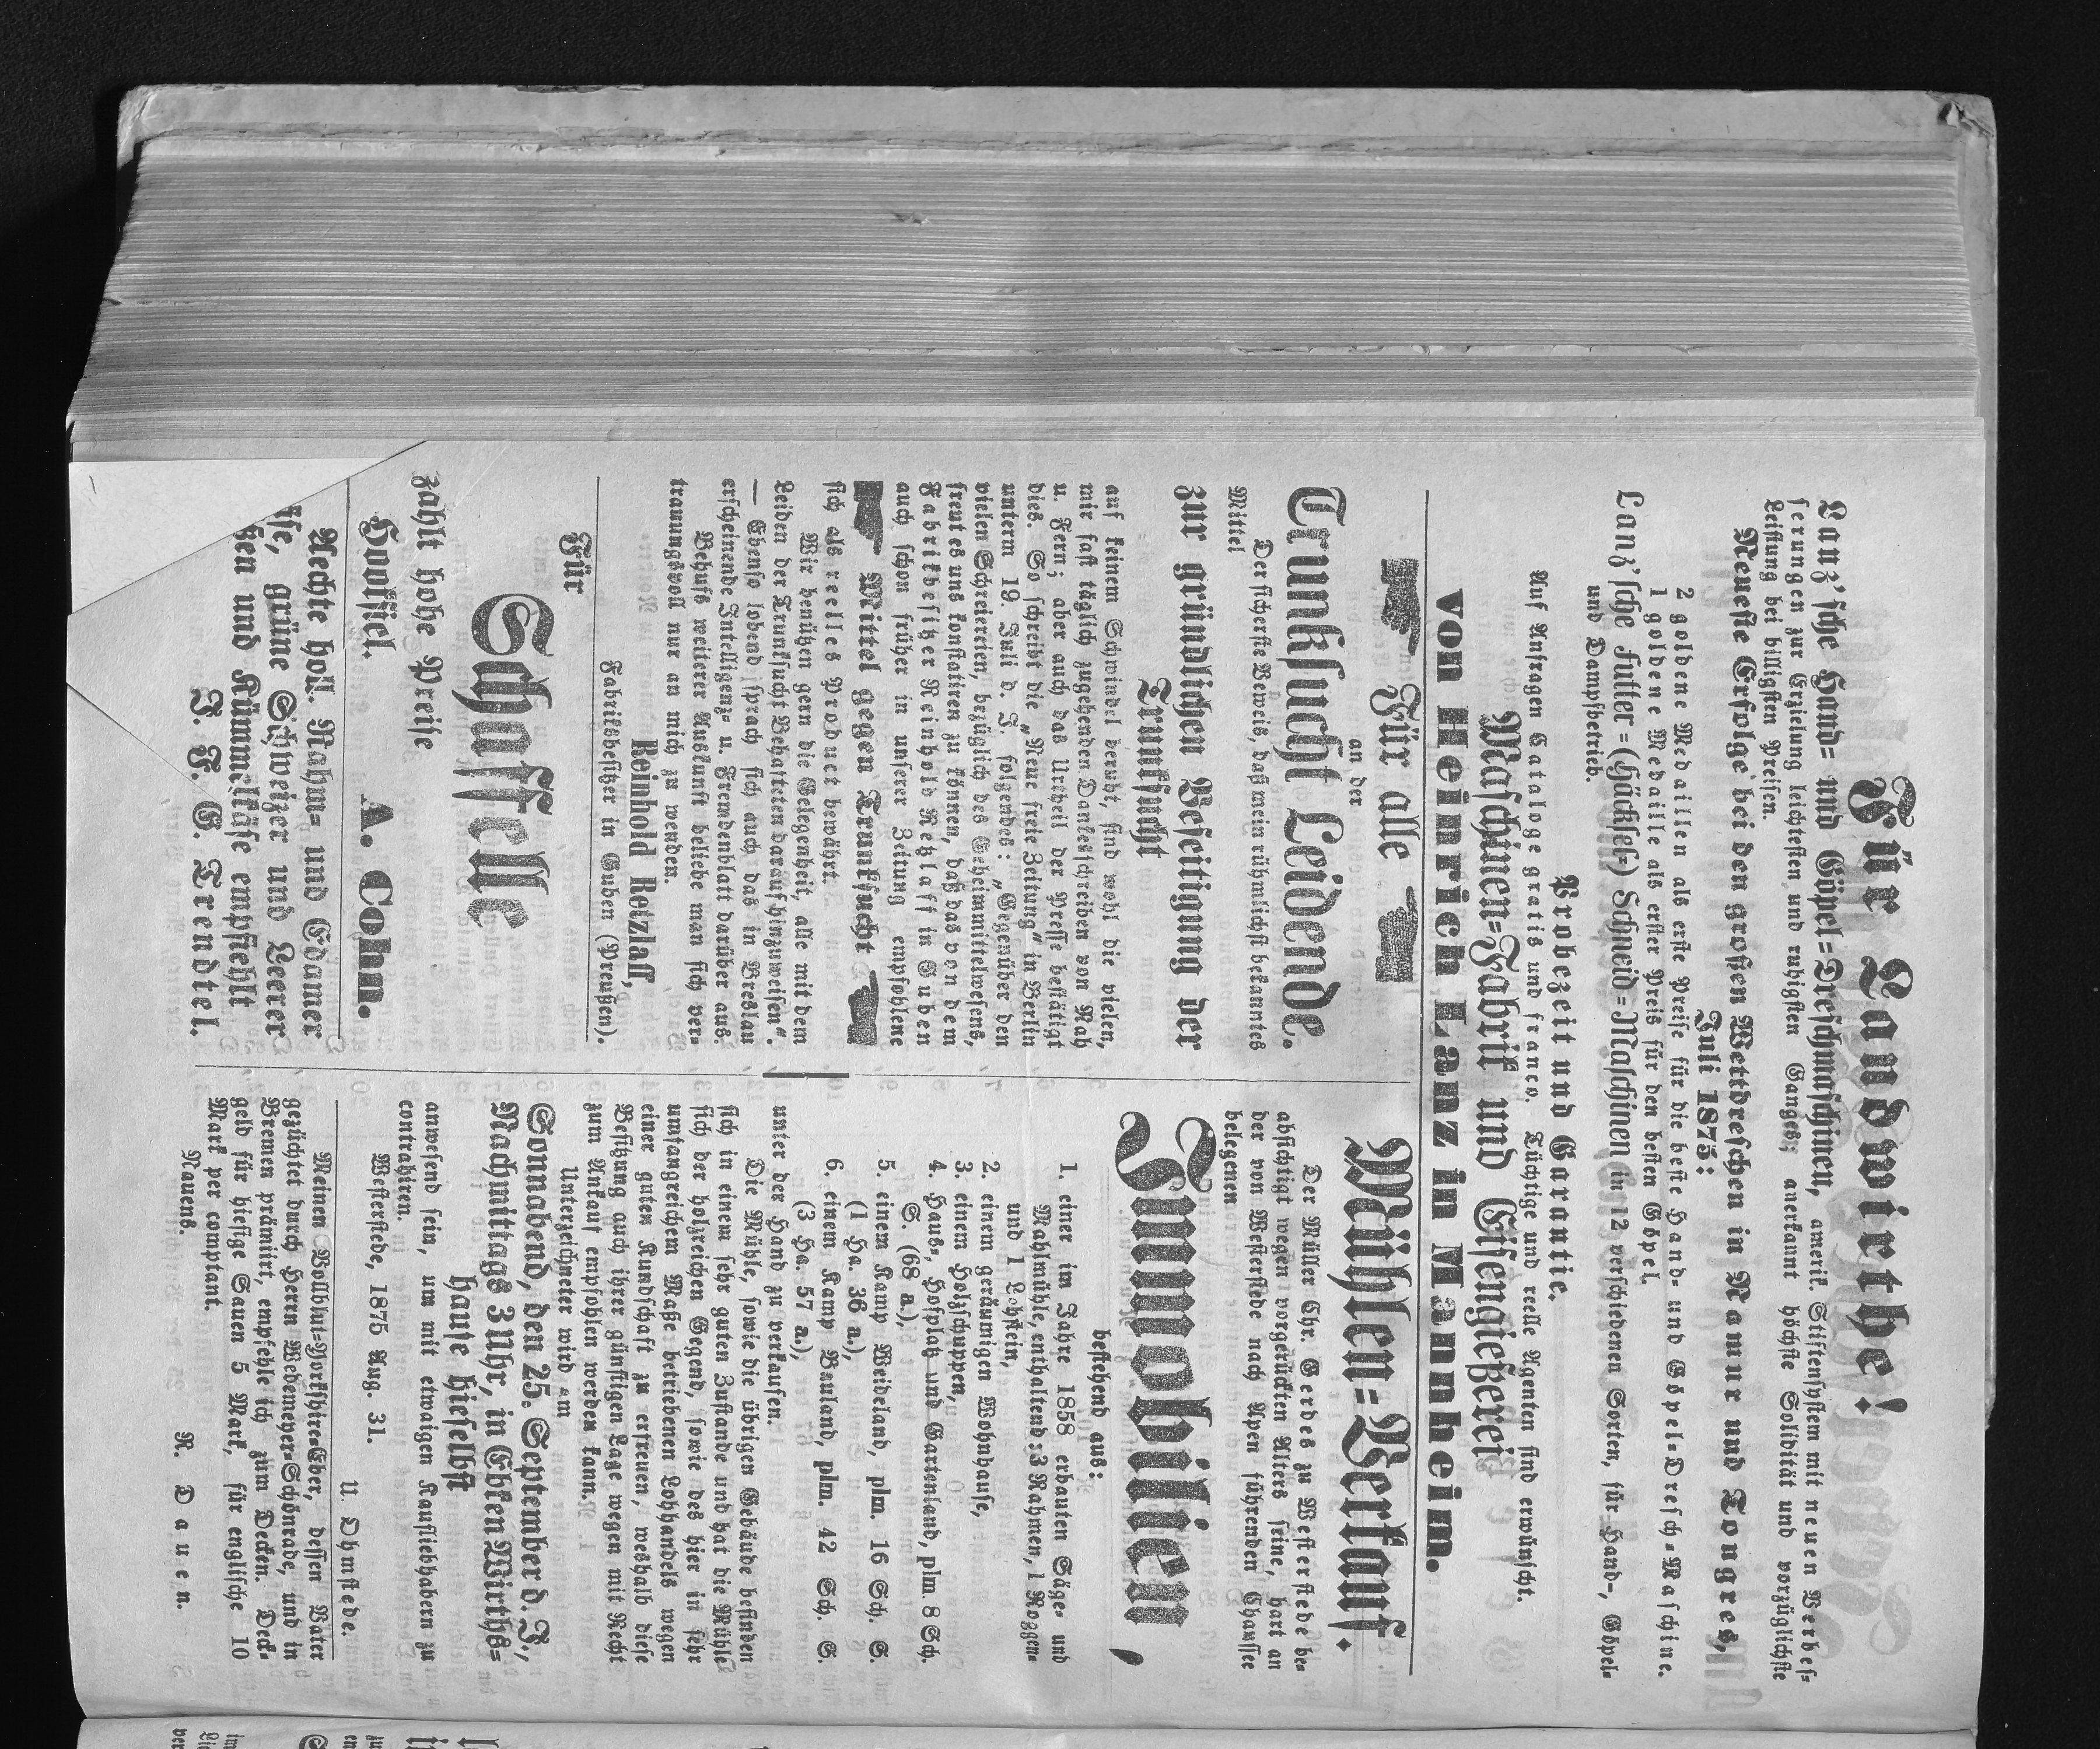 Für Landwirthe!
Lanz'sche Hand= und Göpel=Dreschmaschinen, amerik. Stiftensystem mit neuen Verbes=
serungen zur Erzielung leichtesten und ruhigsten Ganges; anerkannt höchste Solidität und vorzüglichste
Leistung bei billigsten Preisen.
Neueste Erfolge bei den großen Wettdreschen in Namur und Tongres,
Juli 1875:
2 goldene Medaillen als erste Preise für die beste Hand= und Göpel=Dresch=Maschine.
1 goldene Medaille als erster Preis für den besten Göpel.
Lanz'sche Futter=(Häcksel=) Schneid=Maschinen in 12 verschiedenen Sorten, für Hand=, Göpel=
und Dampfbetrieb.
Probezeit und Garantie.
Auf Anfragen Cataloge gratis und franco. Tüchtige und reelle Agenten sind erwünscht.
Maschinen=Fabrik und Eisengießerei
von Heinrich Lanz in Mannheim.
Für alle
an der
Trunksucht Leidende.
Der sicherste Beweis, daß mein rühmlichst bekanntes
Mittel
zur gründlichen Beseitigung der
Trunksucht
auf keinem Schwindel beruht, sind wohl die vielen,
mir fast täglich zugehenden Dankschreiben von Nah
u. Fern; aber auch das Urtheil der Presse bestätigt
dies. So schreibt die „Neue freie Zeitung" in Berlin
unterm 19. Juli d. J. folgendes: „Gegenüber den
vielen Schreiereien, bezüglich des Geheimmittelwesens,
freut es uns konstatiren zu können, daß das von dem
Fabrikbesitzer Reinhold Retzlaff in Guben
auch schon früher in unserer Zeitung empfohlene
Mittel gegen Trunksucht
sich als reelles Product bewährt.
Wir benützen gern die Gelegenheit, alle mit dem
Leiden der Trunksucht Behafteten darauf hinzuweisen".
— Ebenso lobend sprach sich auch das in Breslau
erscheinende Intelligenz= u. Fremdenblatt darüber aus.
Behufs weiterer Auskunft beliebe man sich ver=
trauungsvoll nur an mich zu wenden.
Reinhold Retzlaff,
Fabrikbesitzer in Guben (Preußen).
Für
Schaffelle
zahlt hohe Preise
Hooksiel. A. Cohn.
Aechte holl. Rahm= und Edamer
grüne Schweizer und Leerer
und Kümmelkäse empfiehlt
F. F. G. Trendtel.
Mühlen=Verkauf.
Der Müller Chr. Gerdes zu Westerstede be=
absichtigt wegen vorgerückten Alters seine, hart an
der von Westerstede nach Apen führenden Chaussee
belegenen
Immobilien,
bestehend aus:
1. einer im Jahre 1858 erbauten Säge= und
Mahlmühle, enthaltend: 3 Rahmen, 1 Roggen=
und 1 Lohstein,
2. einem geräumigen Wohnhause,
3. einem Holzschuppen,
4. Haus=, Hofplatz und Gartenland, plm. 8 Sch.
S. (68 a.),
5. einem Kamp Weideland, plm. 16 Sch. S.
(1 Ha. 36 a.),
6. einem Kamp Bauland, plm. 42 Sch. S.
(3 Ha. 57 a.),
unter der Hand zu verkaufen.
Die Mühle, sowie die übrigen Gebäude befinden
sich in einem sehr guten Zustande und hat die Mühle
sich der holzreichen Gegend, sowie des hier in sehr
umfangreichem Maße betriebenen Lohhandels wegen
einer guten Kundschaft zu erfreuen, weshalb diese
Besitzung auch ihrer günstigen Lage wegen mit Recht
zum Ankauf empfohlen werden kann.
Unterzeichneter wird am
Sonnabend, den 25. September d. J.,
Nachmittags 3 Uhr, in Eben Wirths=
hause hieselbst
anwesend sein, um mit etwaigen Kaufliebhabern zu
contrahiren.
Westerstede, 1875 Aug. 31.
U. Ohmstede.
Meinen Vollblut=Yorkshire=Eber, dessen Vater
gezüchtet durch Herrn Wedemeyer=Schönrade, und in
Bremen prämiirt, empfehle ich zum Decken. Deck=
geld für hiesige Sauen 5 Mark, für englische 10
Mark per comptant.
Nauens. R. Dauen.